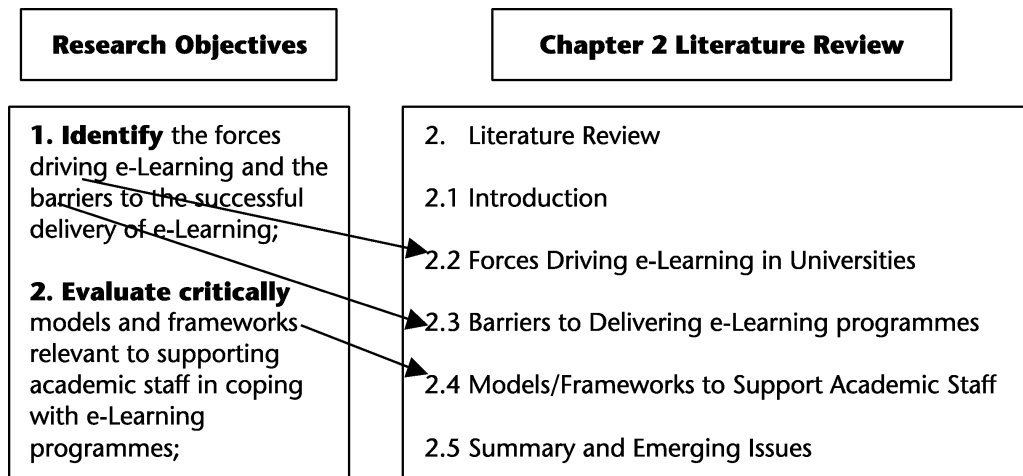 Research Objectives
Chapter 2 Literature Review
1. Identify the forces
driving e-Learning and the
barriers to the successful
delivery of e-Learning;
2. Evaluate critically
models and frameworks
relevant to supporting
academic staff in coping
with e-Learning
programmes;
2. Literature Review
2.1 Introduction
2.2 Forces Driving e-Learning in Universities
2.3 Barriers to Delivering e-Learning programmes
2.4 Models/Frameworks to Support Academic Staff
2.5 Summary and Emerging Issues